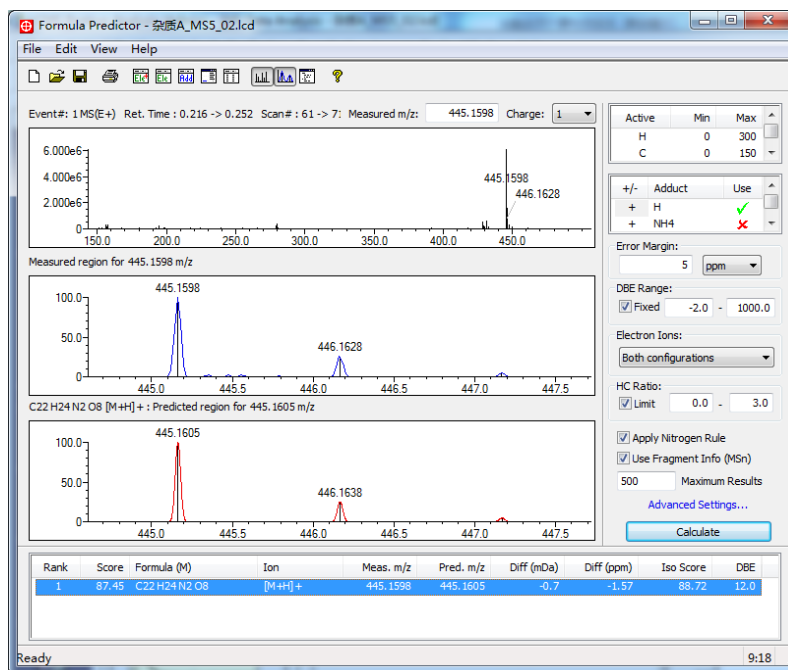 Formula Predictor - 杂质A_MS5_02.lcd
File Edit View Help
Event#: 1 MS(E+) Ret. Time : 0.216 -> 0.252 Scan# : 61 -> 7: Measured m/z: 445.1598 Charge: 1
6.000e6
4.000e6
2.000e6
0
445.1598
446.1628
150.0 200.0 250.0 300.0 350.0 400.0 450.0
Measured region for 445.1598 m/z
100.0
50.0
0
445.1598
446.1628
445.0 445.5 446.0 446.5 447.0 447.5
C22 H24 N2 O8 [M+H]+ : Predicted region for 445.1605 m/z
100.0
50.0
0
445.1605
446.1638
445.0 445.5 446.0 446.5 447.0 447.5
Active Min Max
H 0 300
C 0 150
+/- Adduct Use
+ H
+ NH4
Error Margin:
5 ppm
DBE Range:
Fixed -2.0 - 1000.0
Electron Ions:
Both configurations
HC Ratio:
Limit 0.0 - 3.0
Apply Nitrogen Rule
Use Fragment Info (MSn)
500 Maximum Results
Advanced Settings...
Calculate
Rank Score Formula (M) Ion Meas. m/z Pred. m/z Diff (mDa) Diff (ppm) Iso Score DBE
1 87.45 C22 H24 N2 O8 [M+H]+ 445.1598 445.1605 -0.7 -1.57 88.72 12.0
Ready 9:18